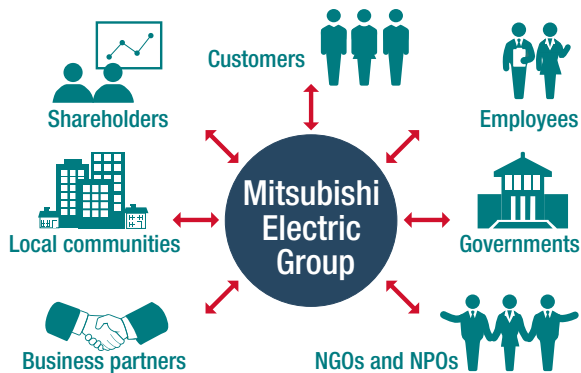 Customers
Shareholders
Employees
Mitsubishi
Electric
Group
Local communities
Governments
Business partners
NGOs and NPOs